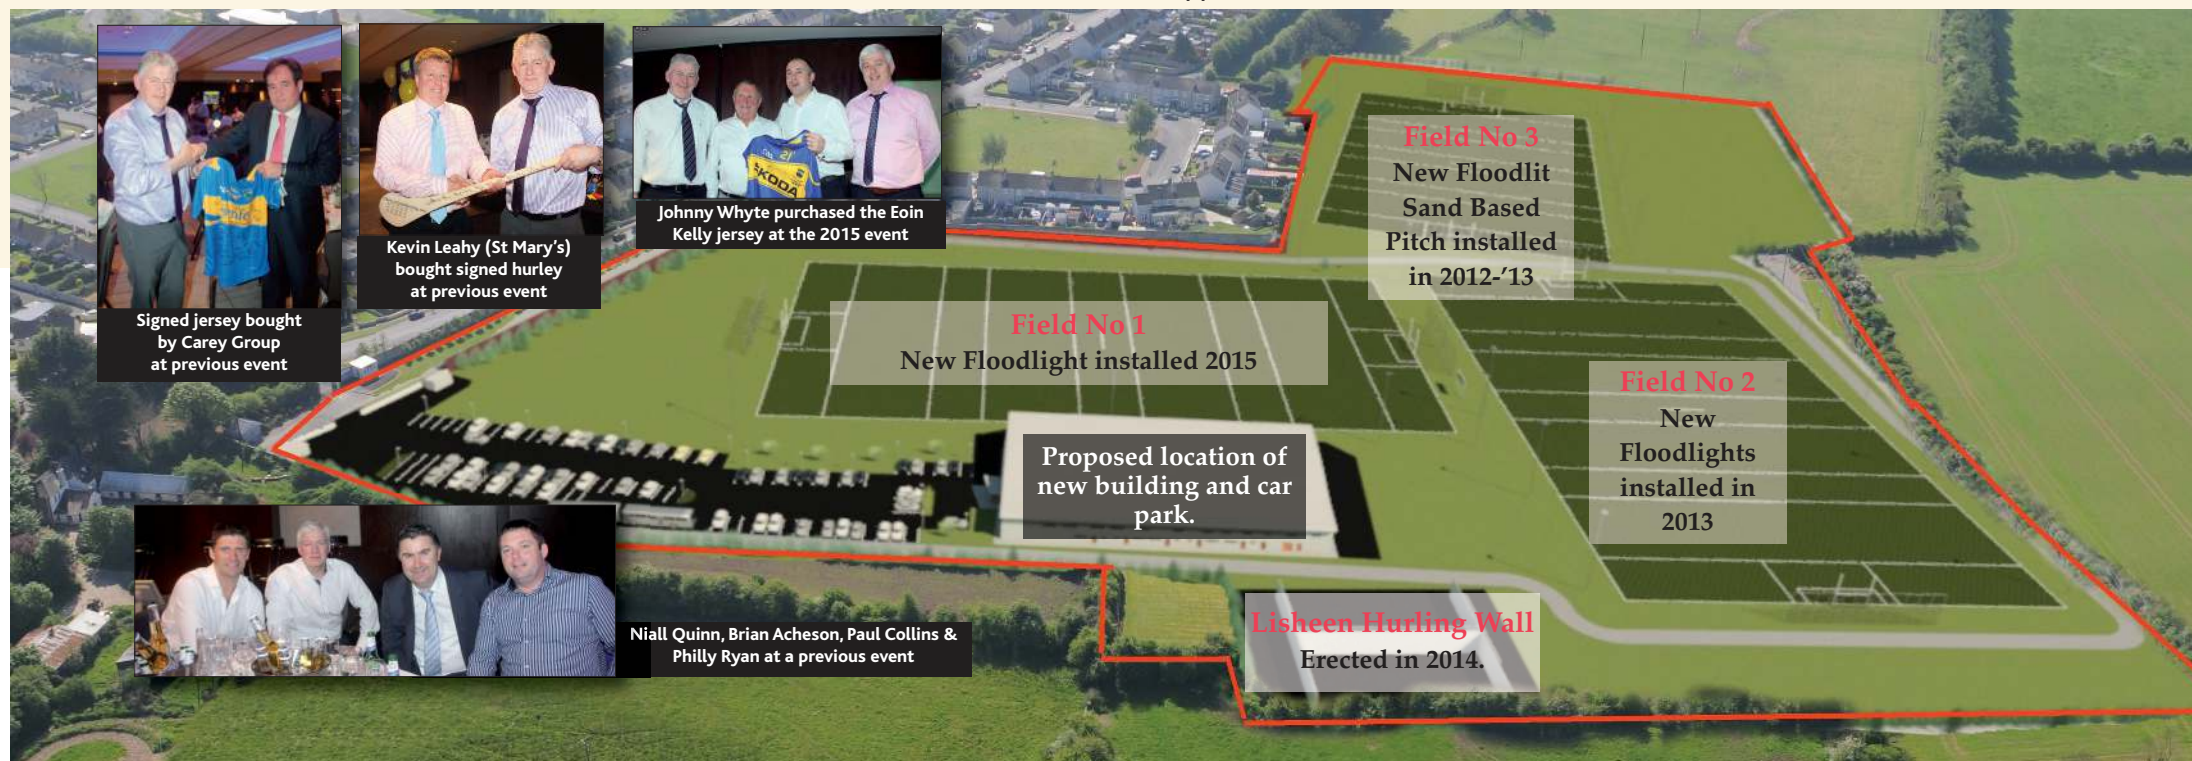 Signed jersey bought
by Carey Group
at previous event
Kevin Leahy (St Mary's)
bought signed hurley
at previous event
Johnny Whyte purchased the Eoin
Kelly jersey at the 2015 event
21
ŠKODA
Field No 3
New Floodlit
Sand Based
Pitch installed
in 2012-'13
Field No 1
New Floodlight installed 2015
Field No 2
New
Floodlights
installed in
2013
Proposed location of
new building and car
park.
Lisheen Hurling Wall
Erected in 2014.
Niall Quinn, Brian Acheson, Paul Collins &
Philly Ryan at a previous event